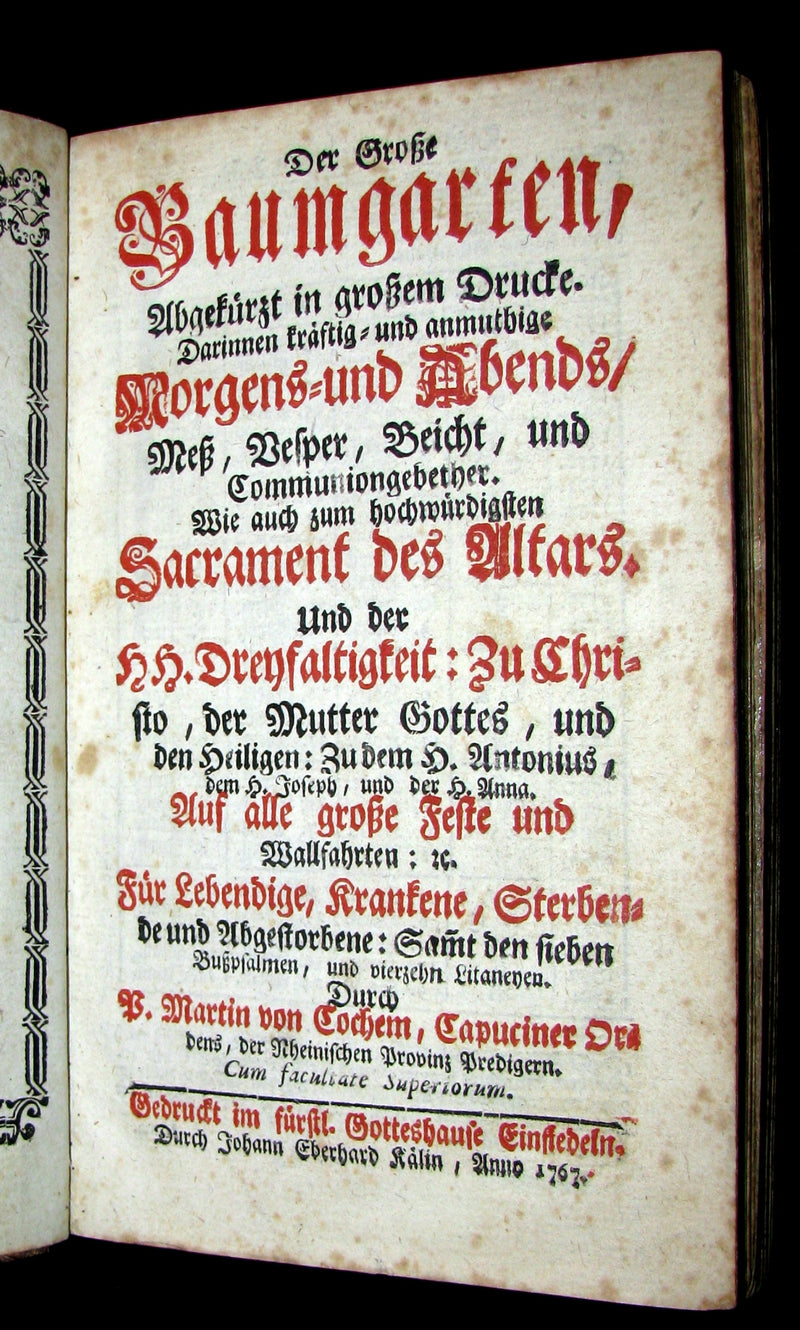 Der Große
Baumgarten,
Abgekürzt in großem Drucke.
Darinnen kräftig-und anmuthige
Morgens-und Abends/
Meß, Vesper, Beicht, und
Communiongebether.
Wie auch zum hochwürdigsten
Sacrament des Altars.
Und der
HH. Dreyfaltigkeit: Zu Chri-
sto, der Mutter Gottes, und
den Heiligen: Zu dem H. Antonius,
dem H. Joseph, und der H. Anna.
Auf alle große Feste und
Wallfahrten: ꝛc.
Für Lebendige, Krankene, Sterben-
de und Abgestorbene: Sam̄t den sieben
Bußpsalmen, und vierzehn Litaneyen.
Durch
P. Martin von Cochem, Capuciner Or-
dens, der Rheinischen Provinz Predigern.
Cum facultate Superiorum.
Gedruckt im fürstl. Gotteshause Einsiedeln,
Durch Johann Eberhard Kälin, Anno 1767.